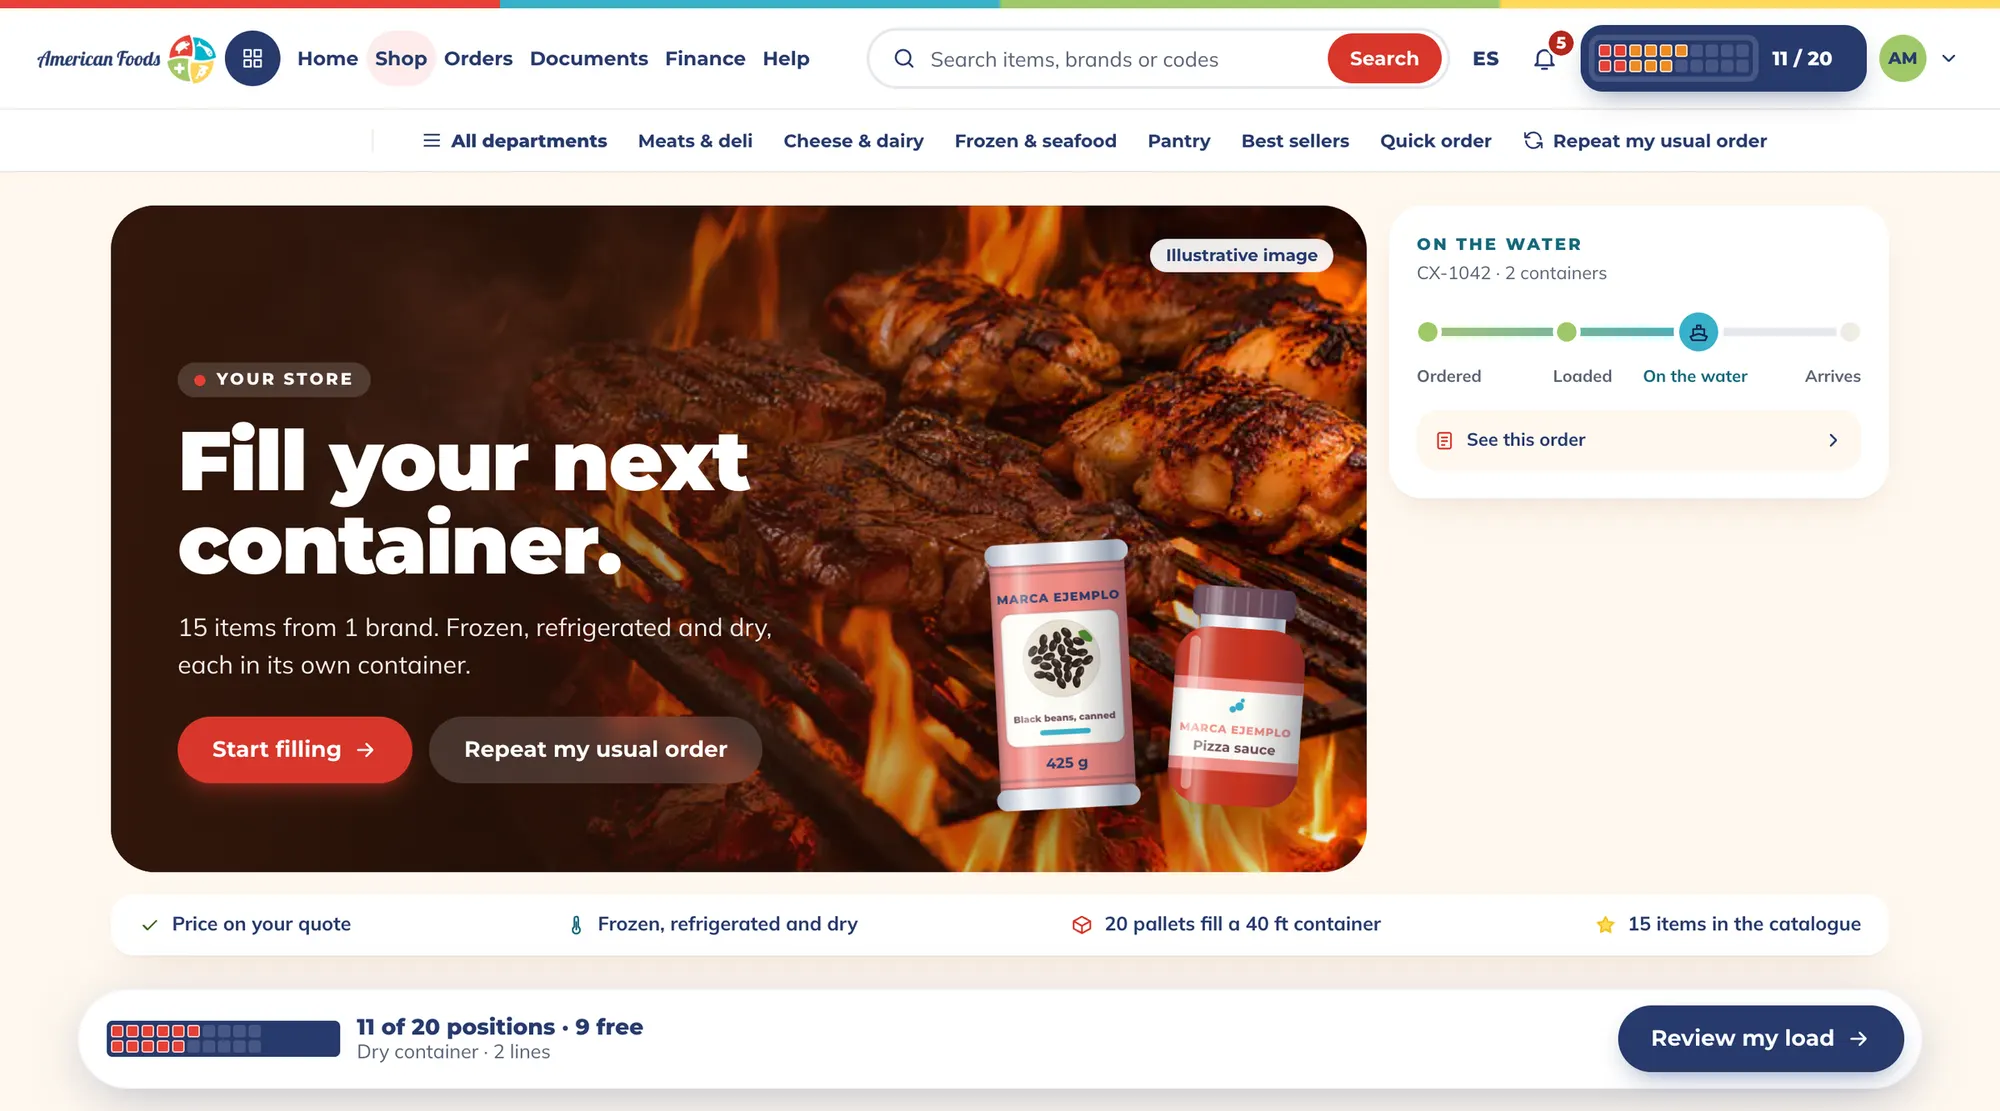 American Foods
Home
Shop
Orders
Documents
Finance
Help
Search items, brands or codes
Search
ES
5
11 / 20
AM
All departments
Meats & deli
Cheese & dairy
Frozen & seafood
Pantry
Best sellers
Quick order
Repeat my usual order
Illustrative image
YOUR STORE
Fill your next
container.
15 items from 1 brand. Frozen, refrigerated and dry,
each in its own container.
Start filling
Repeat my usual order
MARCA EJEMPLO
Black beans, canned
425 g
MARCA EJEMPLO
Pizza sauce
ON THE WATER
CX-1042 · 2 containers
Ordered
Loaded
On the water
Arrives
See this order
Price on your quote
Frozen, refrigerated and dry
20 pallets fill a 40 ft container
15 items in the catalogue
11 of 20 positions · 9 free
Dry container · 2 lines
Review my load